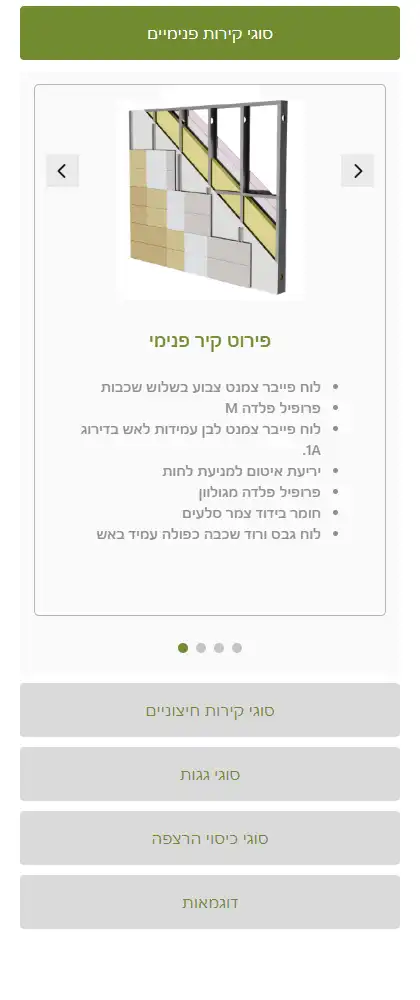 סוגי קירות פנימיים
פירוט קיר פנימי
לוח פייבר צמנט צבוע בשלוש שכבות
פרופיל פלדה M
לוח פייבר צמנט לבן עמידות לאש בדירוג
1A.
יריעת איטום למניעת לחות
פרופיל פלדה מגולוון
חומר בידוד צמר סלעים
לוח גבס ורוד שכבה כפולה עמיד באש
סוגי קירות חיצוניים
סוגי גגות
סוגי כיסוי הרצפה
דוגמאות